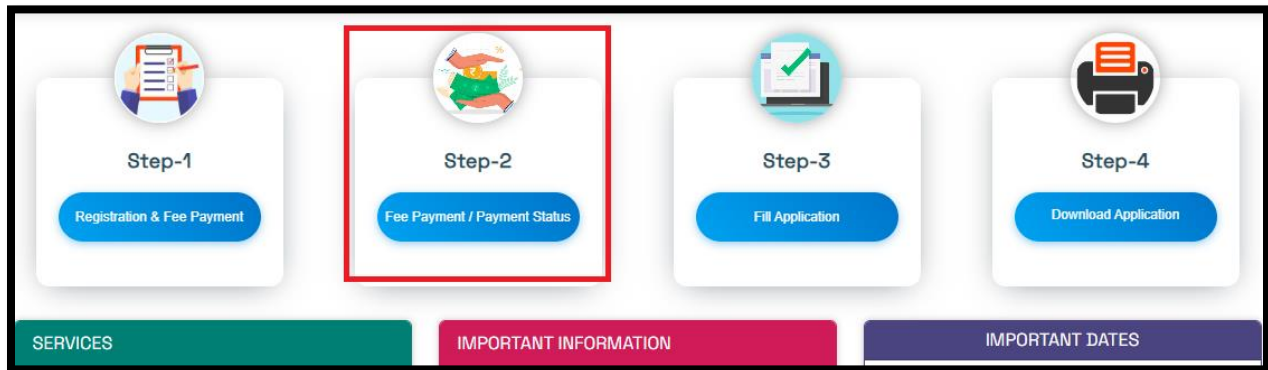 Step-1
Step-2
Step-3
Step-4
Registration & Fee Payment
Fee Payment / Payment Status
Fill Application
Download Application
SERVICES
IMPORTANT INFORMATION
IMPORTANT DATES